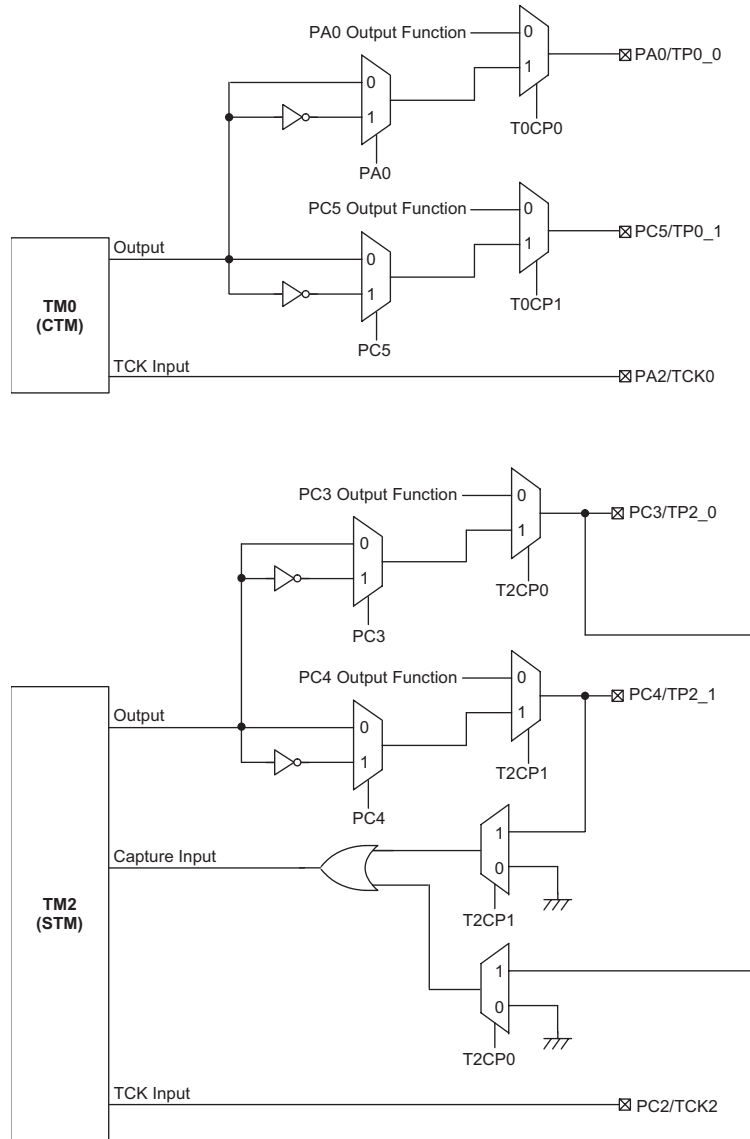 PA0 Output Function
0
1
PA0/TP0_0
T0CP0
0
1
PA0
PC5 Output Function
0
1
PC5/TP0_1
T0CP1
Output
0
1
PC5
TM0
(CTM)
TCK Input
PA2/TCK0
PC3 Output Function
0
1
PC3/TP2_0
T2CP0
0
1
PC3
PC4 Output Function
0
1
PC4/TP2_1
T2CP1
Output
0
1
PC4
Capture Input
1
0
T2CP1
TM2
(STM)
1
0
T2CP0
TCK Input
PC2/TCK2